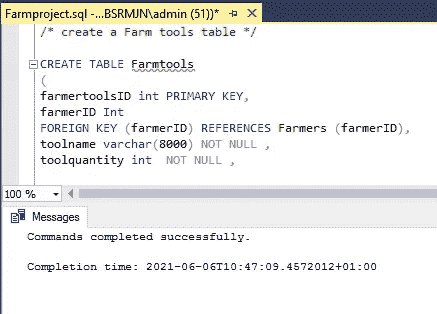 Farmproject.sql -...BSRMJN\admin (51))*
/* create a Farm tools table */
CREATE TABLE Farmtools
(
farmertoolsID int PRIMARY KEY,
farmerID Int
FOREIGN KEY (farmerID) REFERENCES Farmers (farmerID),
toolname varchar(8000) NOT NULL ,
toolquantity int  NOT NULL ,
100 %
Messages
Commands completed successfully.
Completion time: 2021-06-06T10:47:09.4572012+01:00